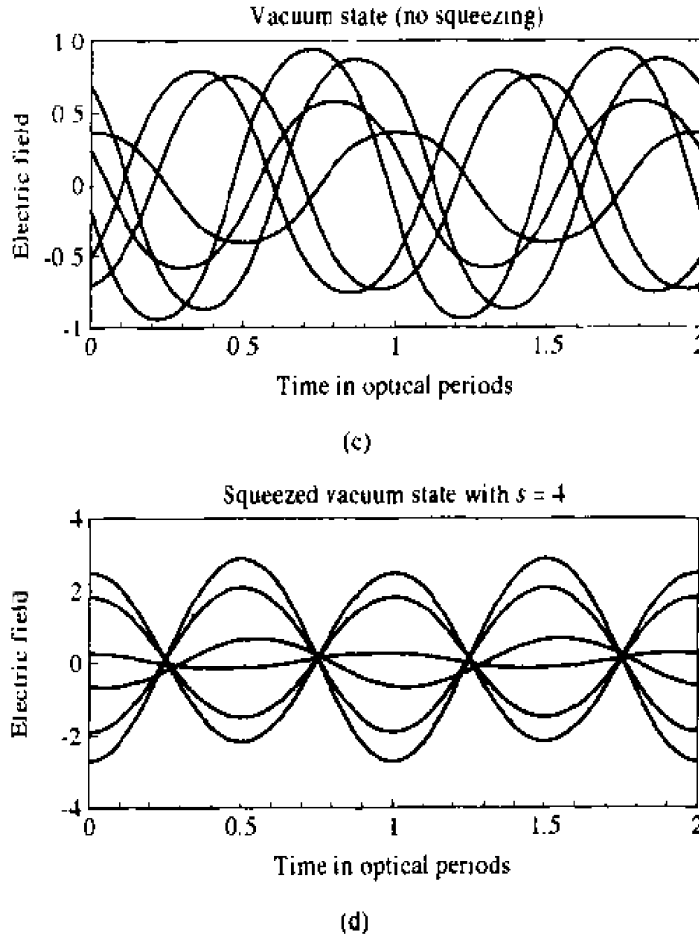 Vacuum state (no squeezing)
1 0
0 5
0
-0.5
-1
Electric field
0
0 5
1
1.5
2
Time in optical periods
(c)
Squeezed vacuum state with s = 4
4
2
0
-2
-4
Electric field
0
0.5
1
1.5
2
Time in optical periods
(d)